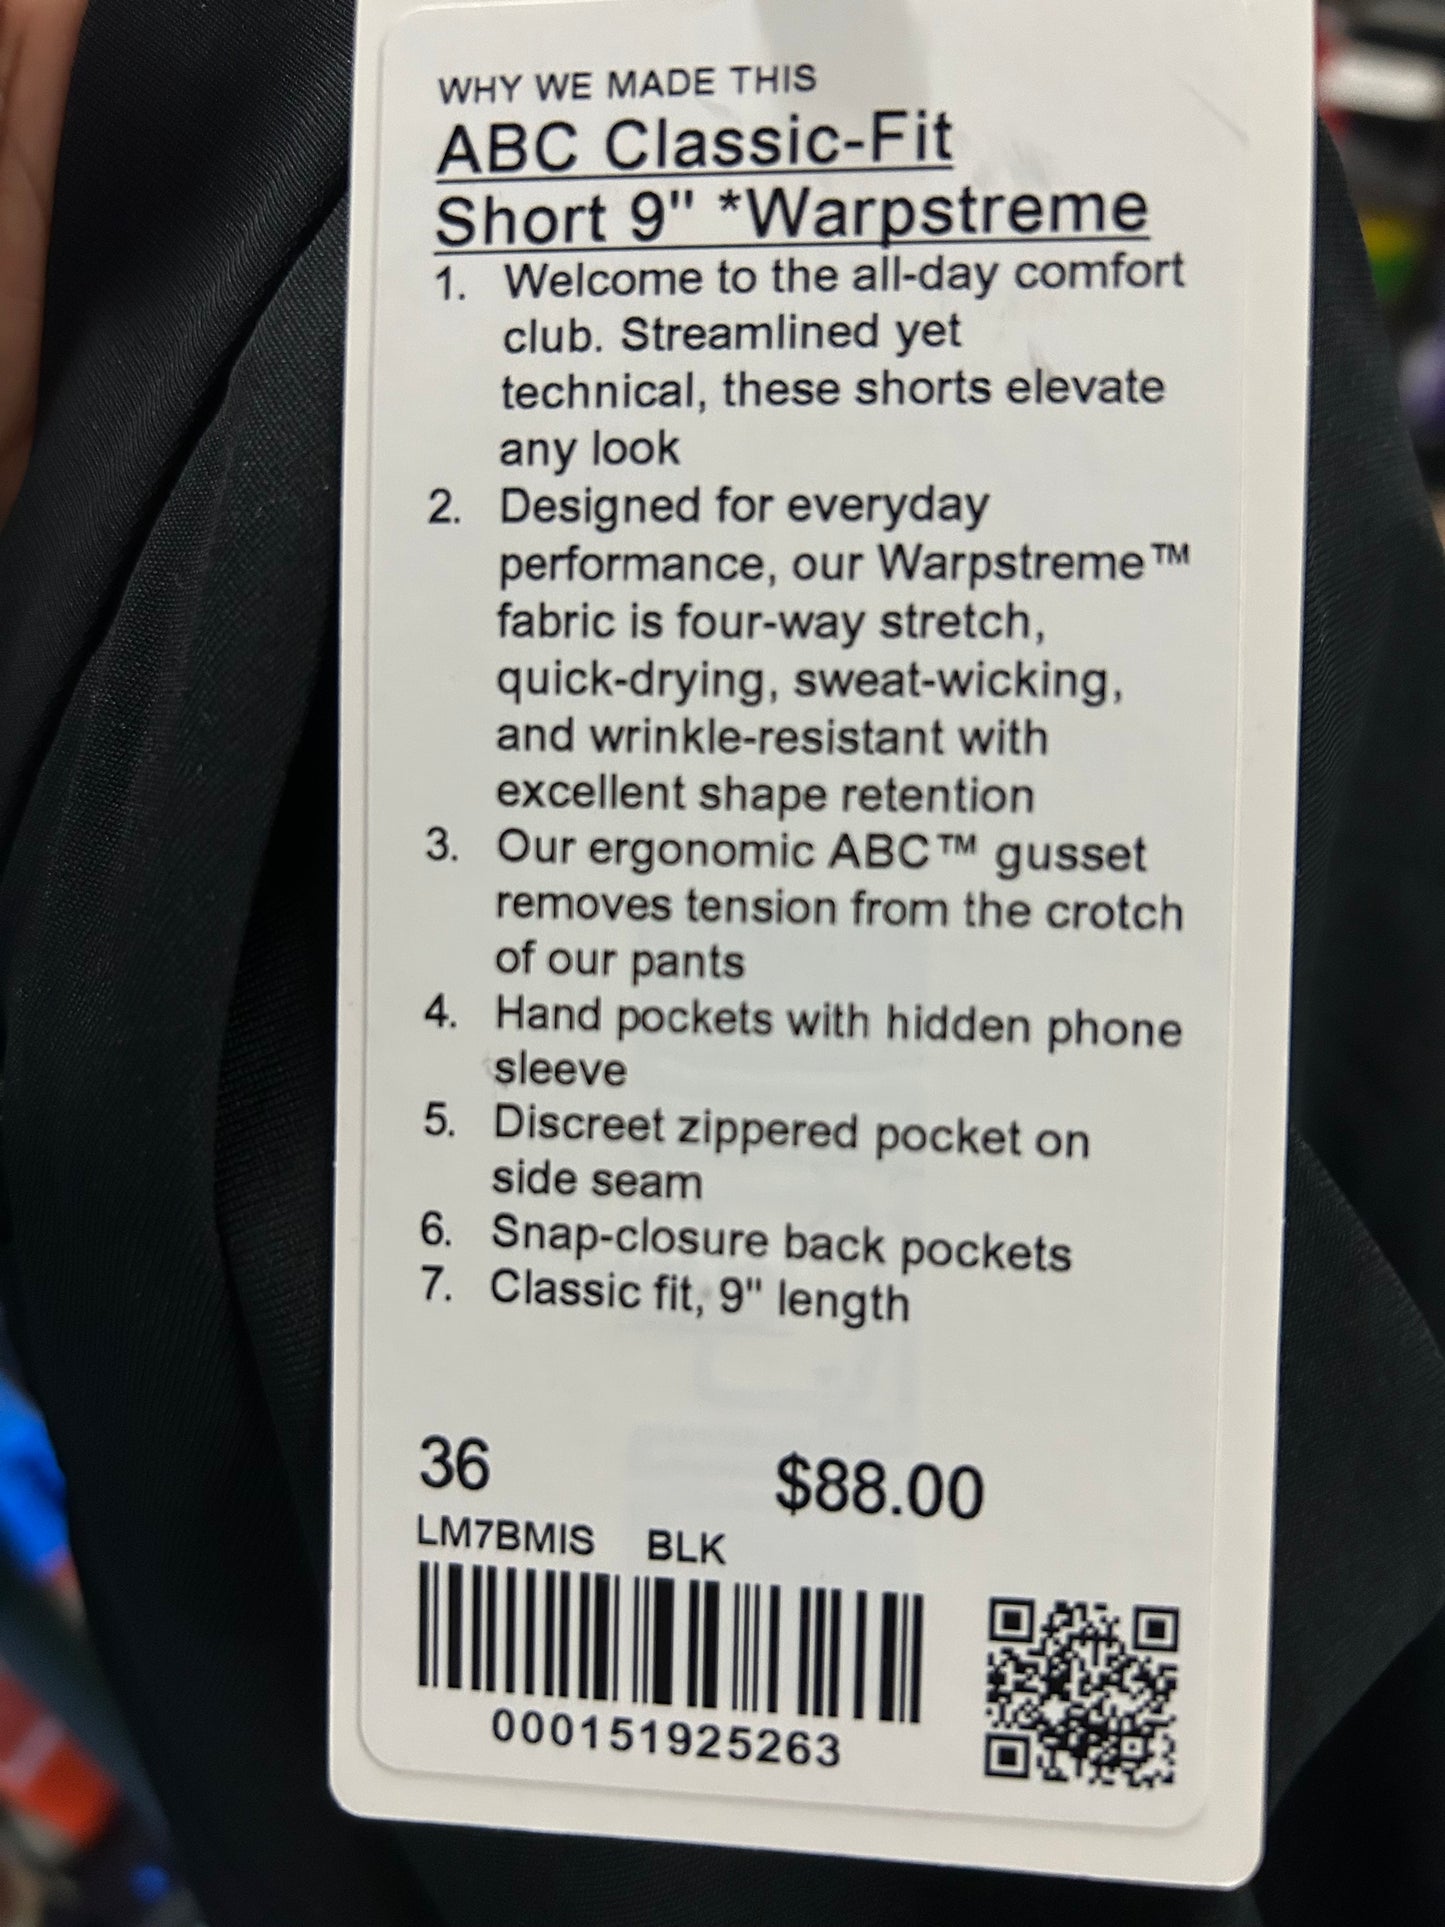 WHY WE MADE THIS
ABC Classic-Fit
Short 9" *Warpstreme
1. Welcome to the all-day comfort
club. Streamlined yet
technical, these shorts elevate
any look
2. Designed for everyday
performance, our Warpstreme™
fabric is four-way stretch,
quick-drying, sweat-wicking,
and wrinkle-resistant with
excellent shape retention
3. Our ergonomic ABC™ gusset
removes tension from the crotch
of our pants
4. Hand pockets with hidden phone
sleeve
5. Discreet zippered pocket on
side seam
6. Snap-closure back pockets
7. Classic fit, 9" length
36 $88.00
LM7BMIS BLK
000151925263